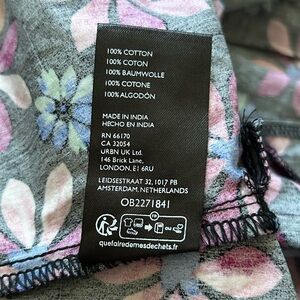 100% COTTON
100% COTON
100% BAUMWOLLE
100% COTONE
100% ALGODÓN
MADE IN INDIA
HECHO EN INDIA
RN 66170
CA 32054
URBN UK Ltd.
146 Brick Lane,
LONDON, E1 6RU
LEIDSESTRAAT 32, 1017 PB
AMSTERDAM, NETHERLANDS
OB2271841
FR
OU
quefairedemesdechets.fr